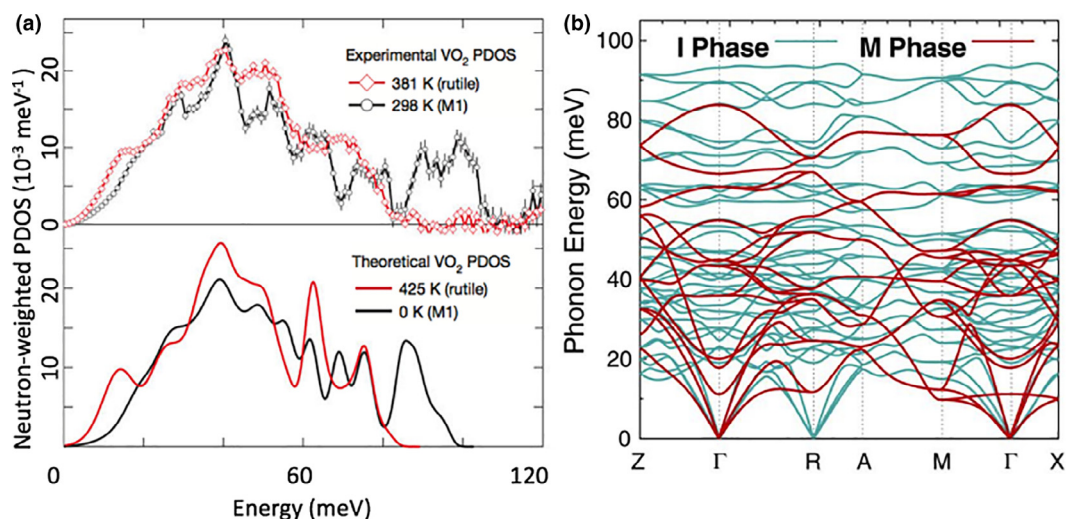 (a)
Neutron-weighted PDOS (10⁻³ meV⁻¹)
20
10
0
Experimental VO₂ PDOS
381 K (rutile)
298 K (M1)
20
10
Theoretical VO₂ PDOS
425 K (rutile)
0 K (M1)
0
60
120
Energy (meV)
(b)
Phonon Energy (meV)
100
80
60
40
20
0
I Phase
M Phase
Z
Γ
R
A
M
Γ
X